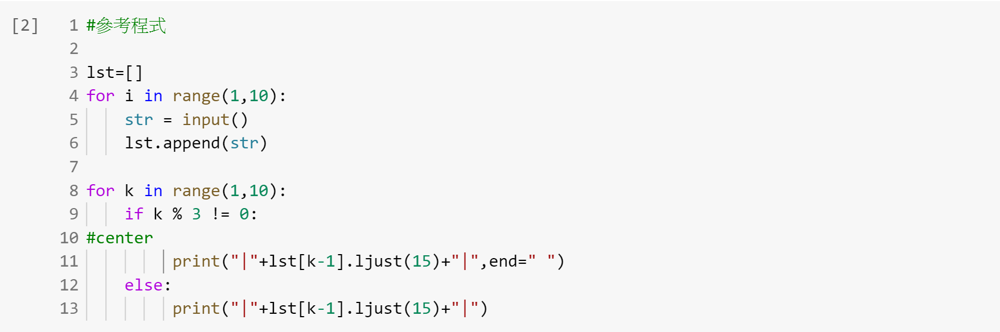 [2] 1 #參考程式
2
3 lst=[]
4 for i in range(1,10):
5     str = input()
6     lst.append(str)
7
8 for k in range(1,10):
9     if k % 3 != 0:
10 #center
11          print("|"+lst[k-1].ljust(15)+"|",end=" ")
12     else:
13          print("|"+lst[k-1].ljust(15)+"|")